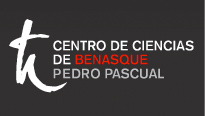 CENTRO DE CIENCIAS
DE BENASQUE
PEDRO PASCUAL